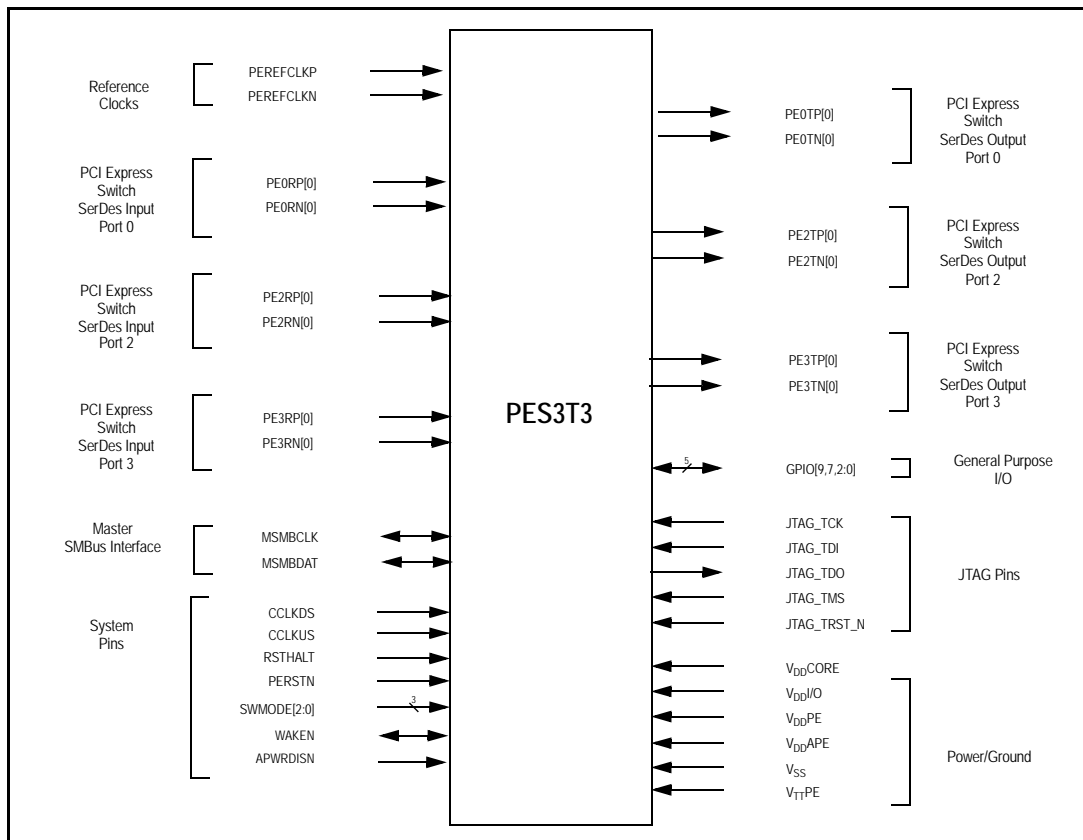 Reference
Clocks
PEREFCLKP
PEREFCLKN
PCI Express
Switch
SerDes Input
Port 0
PE0RP[0]
PE0RN[0]
PCI Express
Switch
SerDes Input
Port 2
PE2RP[0]
PE2RN[0]
PCI Express
Switch
SerDes Input
Port 3
PE3RP[0]
PE3RN[0]
Master
SMBus Interface
MSMBCLK
MSMBDAT
System
Pins
CCLKDS
CCLKUS
RSTHALT
PERSTN
SWMODE[2:0]
3
WAKEN
APWRDISN
PES3T3
PE0TP[0]
PE0TN[0]
PCI Express
Switch
SerDes Output
Port 0
PE2TP[0]
PE2TN[0]
PCI Express
Switch
SerDes Output
Port 2
PE3TP[0]
PE3TN[0]
PCI Express
Switch
SerDes Output
Port 3
5
GPIO[9,7,2:0]
General Purpose
I/O
JTAG_TCK
JTAG_TDI
JTAG_TDO
JTAG_TMS
JTAG_TRST_N
JTAG Pins
VDDCORE
VDDI/O
VDDPE
VDDAPE
VSS
VTTPE
Power/Ground